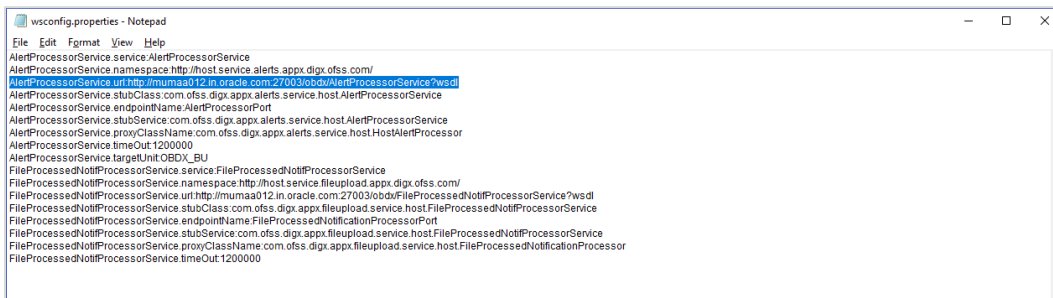 wsconfig.properties - Notepad
File Edit Format View Help
AlertProcessorService.service:AlertProcessorService
AlertProcessorService.namespace:http://host.service.alerts.appx.digx.ofss.com/
AlertProcessorService.url:http://mumaa012.in.oracle.com:27003/obdx/AlertProcessorService?wsdl
AlertProcessorService.stubClass:com.ofss.digx.appx.alerts.service.host.AlertProcessorService
AlertProcessorService.endpointName:AlertProcessorPort
AlertProcessorService.stubService:com.ofss.digx.appx.alerts.service.host.AlertProcessorService
AlertProcessorService.proxyClassName:com.ofss.digx.appx.alerts.service.host.HostAlertProcessor
AlertProcessorService.timeOut:1200000
AlertProcessorService.targetUnit:OBDX_BU
FileProcessedNotifProcessorService.service:FileProcessedNotifProcessorService
FileProcessedNotifProcessorService.namespace:http://host.service.fileupload.appx.digx.ofss.com/
FileProcessedNotifProcessorService.url:http://mumaa012.in.oracle.com:27003/obdx/FileProcessedNotifProcessorService?wsdl
FileProcessedNotifProcessorService.stubClass:com.ofss.digx.appx.fileupload.service.host.FileProcessedNotifProcessorService
FileProcessedNotifProcessorService.endpointName:FileProcessedNotificationProcessorPort
FileProcessedNotifProcessorService.stubService:com.ofss.digx.appx.fileupload.service.host.FileProcessedNotifProcessorService
FileProcessedNotifProcessorService.proxyClassName:com.ofss.digx.appx.fileupload.service.host.FileProcessedNotificationProcessor
FileProcessedNotifProcessorService.timeOut:1200000